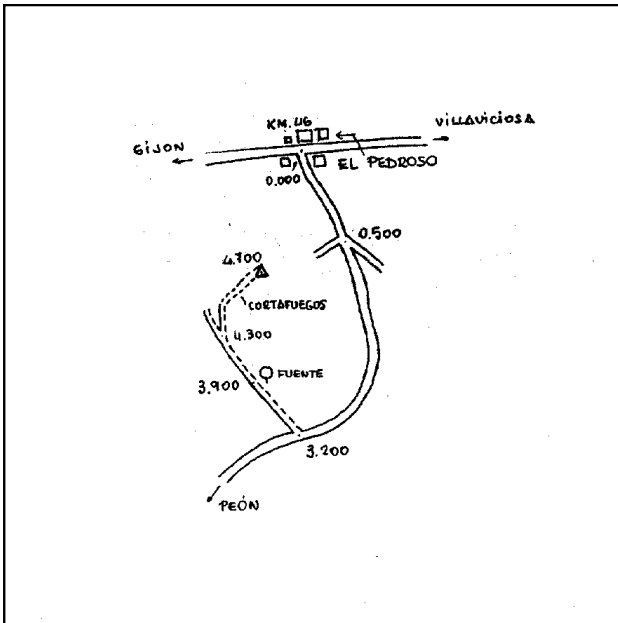 VILLAVICIOSA
KM. 46
GIJON
EL PEDROSO
0.000
0.500
4.700
CORTAFUEGOS
4.300
FUENTE
3.900
3.200
PEÓN